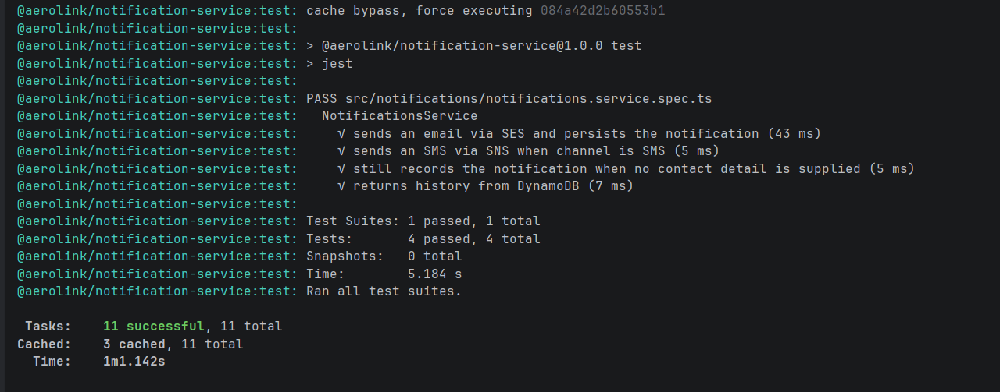 @aerolink/notification-service:test: cache bypass, force executing 084a42d2b60553b1
@aerolink/notification-service:test:
@aerolink/notification-service:test: > @aerolink/notification-service@1.0.0 test
@aerolink/notification-service:test: > jest
@aerolink/notification-service:test:
@aerolink/notification-service:test: PASS src/notifications/notifications.service.spec.ts
@aerolink/notification-service:test:   NotificationsService
@aerolink/notification-service:test:     √ sends an email via SES and persists the notification (43 ms)
@aerolink/notification-service:test:     √ sends an SMS via SNS when channel is SMS (5 ms)
@aerolink/notification-service:test:     √ still records the notification when no contact detail is supplied (5 ms)
@aerolink/notification-service:test:     √ returns history from DynamoDB (7 ms)
@aerolink/notification-service:test:
@aerolink/notification-service:test: Test Suites: 1 passed, 1 total
@aerolink/notification-service:test: Tests:       4 passed, 4 total
@aerolink/notification-service:test: Snapshots:   0 total
@aerolink/notification-service:test: Time:        5.184 s
@aerolink/notification-service:test: Ran all test suites.
 Tasks:    11 successful, 11 total
Cached:    3 cached, 11 total
  Time:    1m1.142s